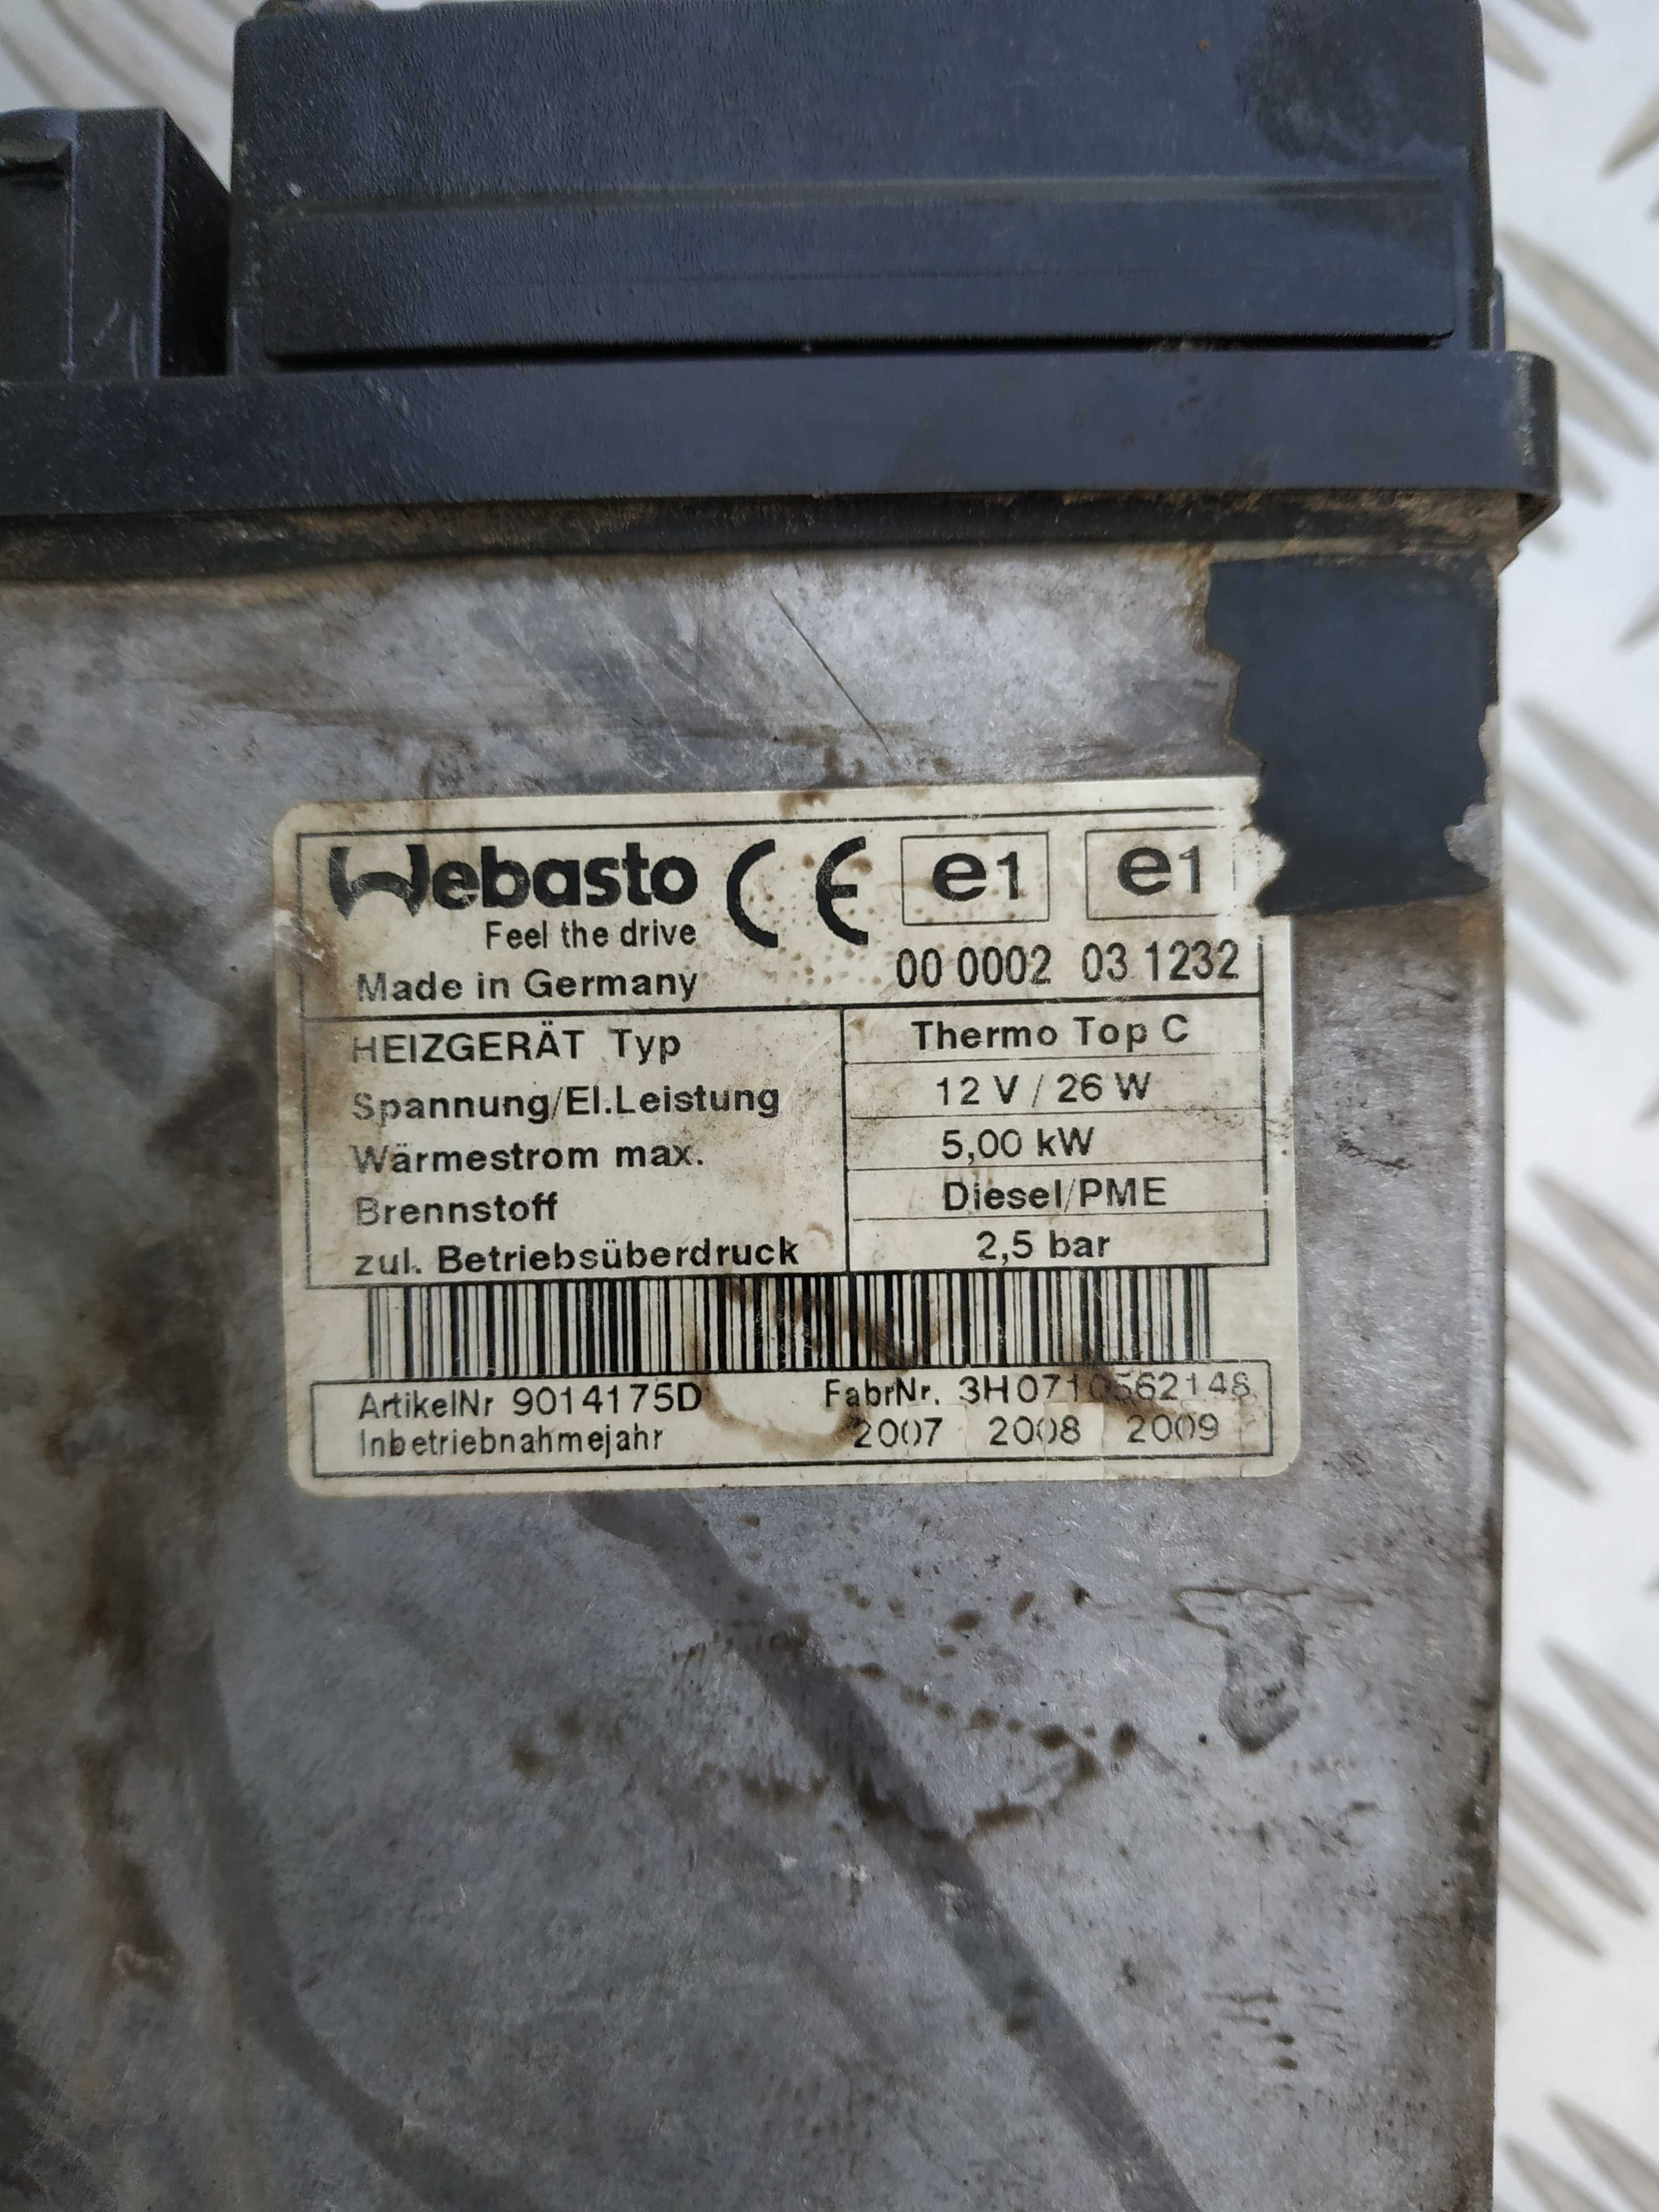 Webasto CE e1 e1
Feel the drive
Made in Germany 00 0002 03 1232
HEIZGERÄT Typ Thermo Top C
Spannung/El.Leistung 12 V / 26 W
Wärmestrom max. 5,00 kW
Brennstoff Diesel/PME
zul. Betriebsüberdruck 2,5 bar
ArtikelNr 9014175D FabrNr. 3H0710562148
Inbetriebnahmejahr 2007 2008 2009